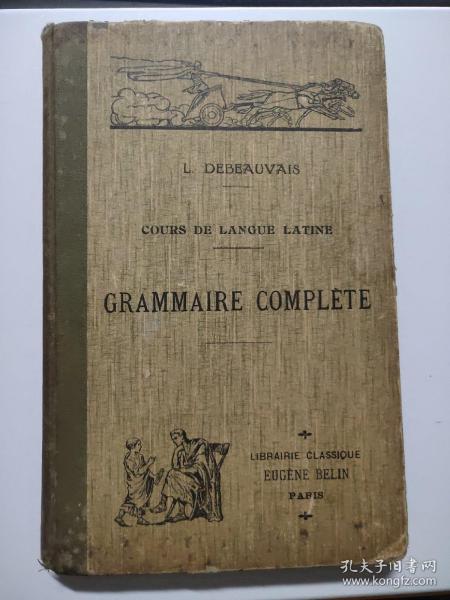 L. DEBEAUVAIS
COURS DE LANGUE LATINE
GRAMMAIRE COMPLÈTE
LIBRAIRIE CLASSIQUE
EUGÈNE BELIN
PARIS
孔夫子旧书网
www.kongfz.com